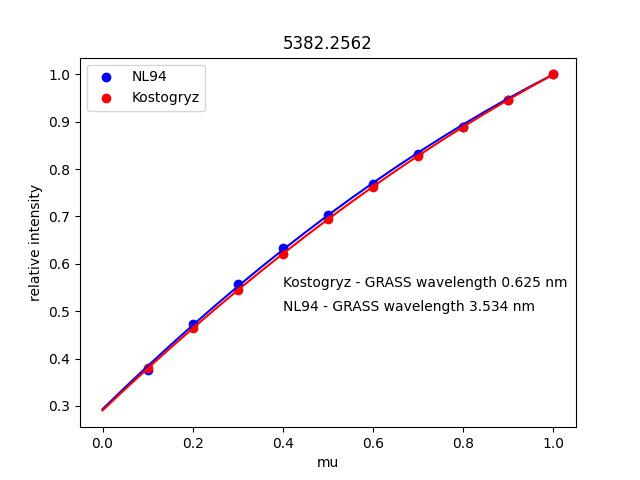 5382.2562
NL94
Kostogryz
1.0
0.9
0.8
0.7
0.6
0.5
0.4
0.3
relative intensity
Kostogryz - GRASS wavelength 0.625 nm
NL94 - GRASS wavelength 3.534 nm
0.0 0.2 0.4 0.6 0.8 1.0
mu